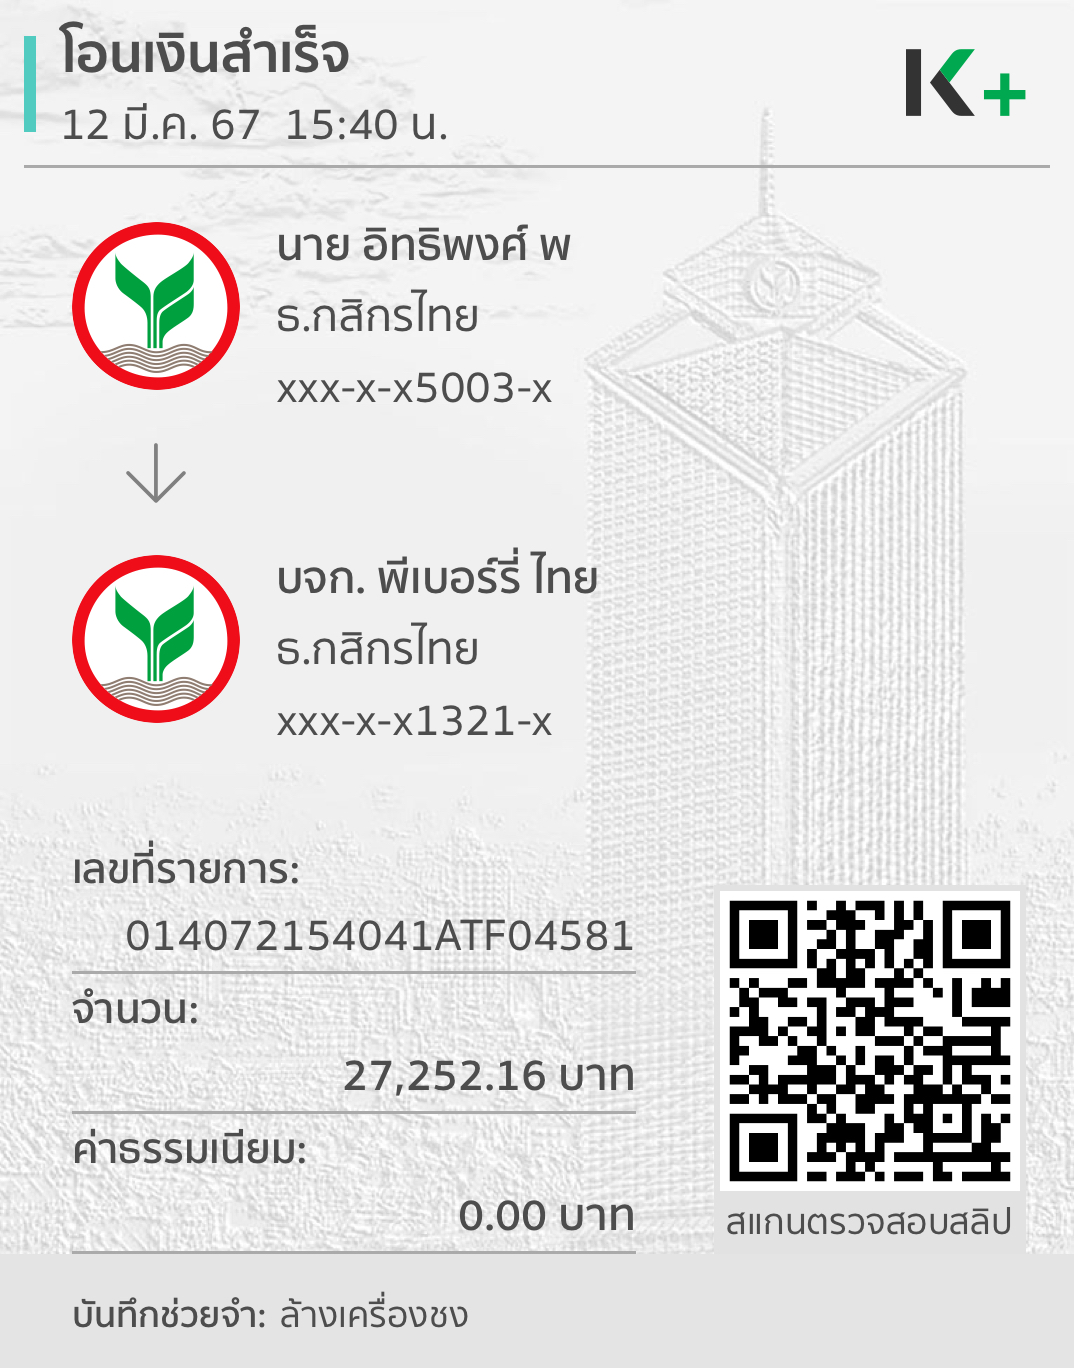 โอนเงินสำเร็จ
12 มี.ค. 67 15:40 น.
K+
นาย อิทธิพงศ์ พ
ธ.กสิกรไทย
xxx-x-x5003-x
บจก. พีเบอร์รี่ ไทย
ธ.กสิกรไทย
xxx-x-x1321-x
เลขที่รายการ:
014072154041ATF04581
จำนวน:
27,252.16 บาท
ค่าธรรมเนียม:
0.00 บาท
สแกนตรวจสอบสลิป
บันทึกช่วยจำ: ล้างเครื่องชง